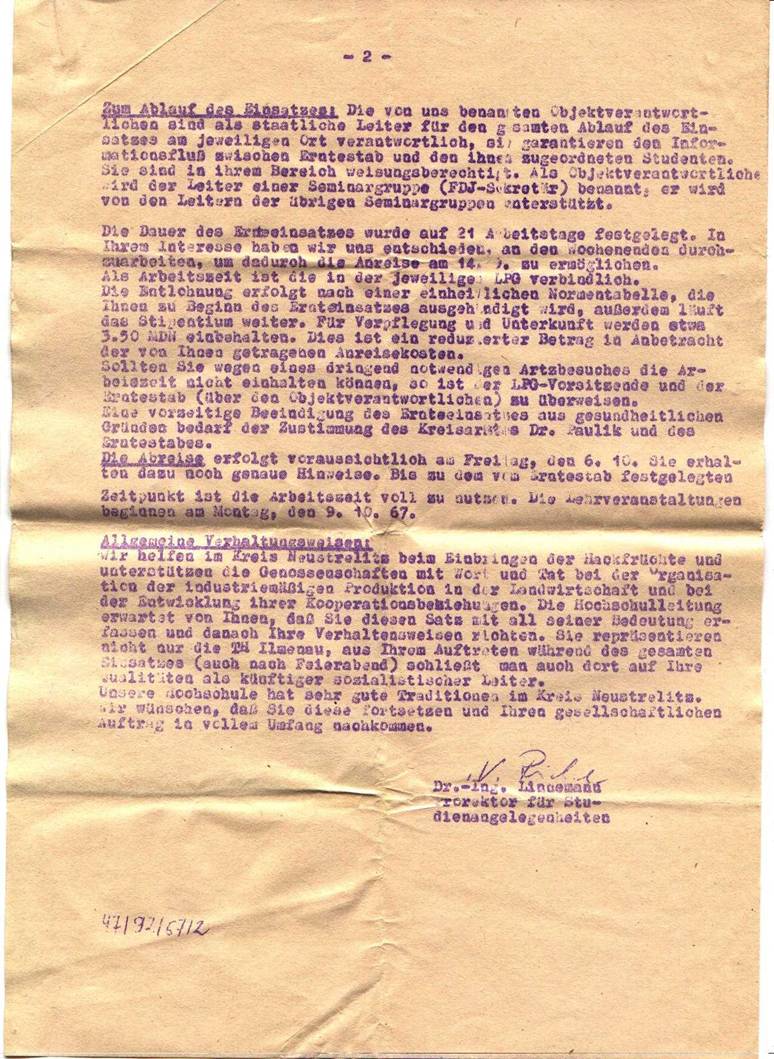 - 2 -
Zum Ablauf des Einsatzes: Die von uns benannten Objektverantwort-
lichen sind als staatliche Leiter für den gesamten Ablauf des Ein-
satzes am jeweiligen Ort verantwortlich, sie garantieren den Infor-
mationsfluß zwischen Erntestab und den ihnen zugeordneten Studenten.
Sie sind in ihrem Bereich weisungsberechtigt. Als Objektverantwortliche
wird der Leiter einer Seminargruppe (FDJ-Sekretär) benannt; er wird
von den Leitern der übrigen Seminargruppen unterstützt.
Die Dauer des Ernteeinsatzes wurde auf 21 Arbeitstage festgelegt. In
Ihrem Interesse haben wir uns entschieden, an den Wochenenden durch-
zuarbeiten, um dadurch die Anreise am 14. zu ermöglichen.
Als Arbeitszeit ist die in der jeweiligen LPG verbindlich.
Die Entlohnung erfolgt nach einer einheitlichen Normentabelle, die
Ihnen zu Beginn des Ernteinsatzes ausgehändigt wird, außerdem läuft
das Stipentium weiter. Für Verpflegung und Unterkunft werden etwa
3.50 MDN einbehalten. Dies ist ein reduzierter Betrag in Anbetracht
der von Ihnen getragenen Anreisekosten.
Sollten Sie wegen eines dringend notwendigen Artzbesuches die Ar-
beiszeit nicht einhalten können, so ist der LPG-Vorsitzende und der
Erntestab (über den Objektverantwortlichen) zu überweisen.
Eine vorzeitige Beendigung des Ernteeinsatzes aus gesundheitlichen
Gründen bedarf der Zustimmung des Kreisarztes Dr. Paulik und des
Erntestabes.
Die Abreise erfolgt voraussichtlich am Freitag, den 6. 10. Sie erhal-
ten dazu noch genaue Hinweise. Bis zu dem vom Erntestab festgelegten
Zeitpunkt ist die Arbeitszeit voll zu nutzen. Die Lehrveranstaltungen
beginnen am Montag, den 9. 10. 67.
Allgemeine Verhaltungsweisen:
Wir helfen im Kreis Neustrelitz beim Einbringen der Hackfrüchte und
unterstützen die Genossenschaften mit Wort und Tat bei der Organisa-
tion der industriemäßigen Produktion in der Landwirtschaft und bei
der Entwicklung ihrer Kooperationsbeziehungen. Die Hochschulleitung
erwartet von Ihnen, daß Sie diesen Satz mit all seiner Bedeutung er-
fassen und danach Ihre Verhaltensweisen richten. Sie repräsentieren
nicht nur die TH Ilmenau, aus Ihrem Auftreten während des gesamten
Einsatzes (auch nach Feierabend) schließt man auch dort auf Ihre
Qualitäten als künftiger sozialistischer Leiter.
Unsere Hochschule hat sehr gute Traditionen im Kreis Neustrelitz.
Wir wünschen, daß Sie diese fortsetzen und Ihren gesellschaftlichen
Auftrag in vollem Umfang nachkommen.
Dr.-Ing. Lindemann
Prorektor für Stu-
dienangelegenheiten
47/92/67/2